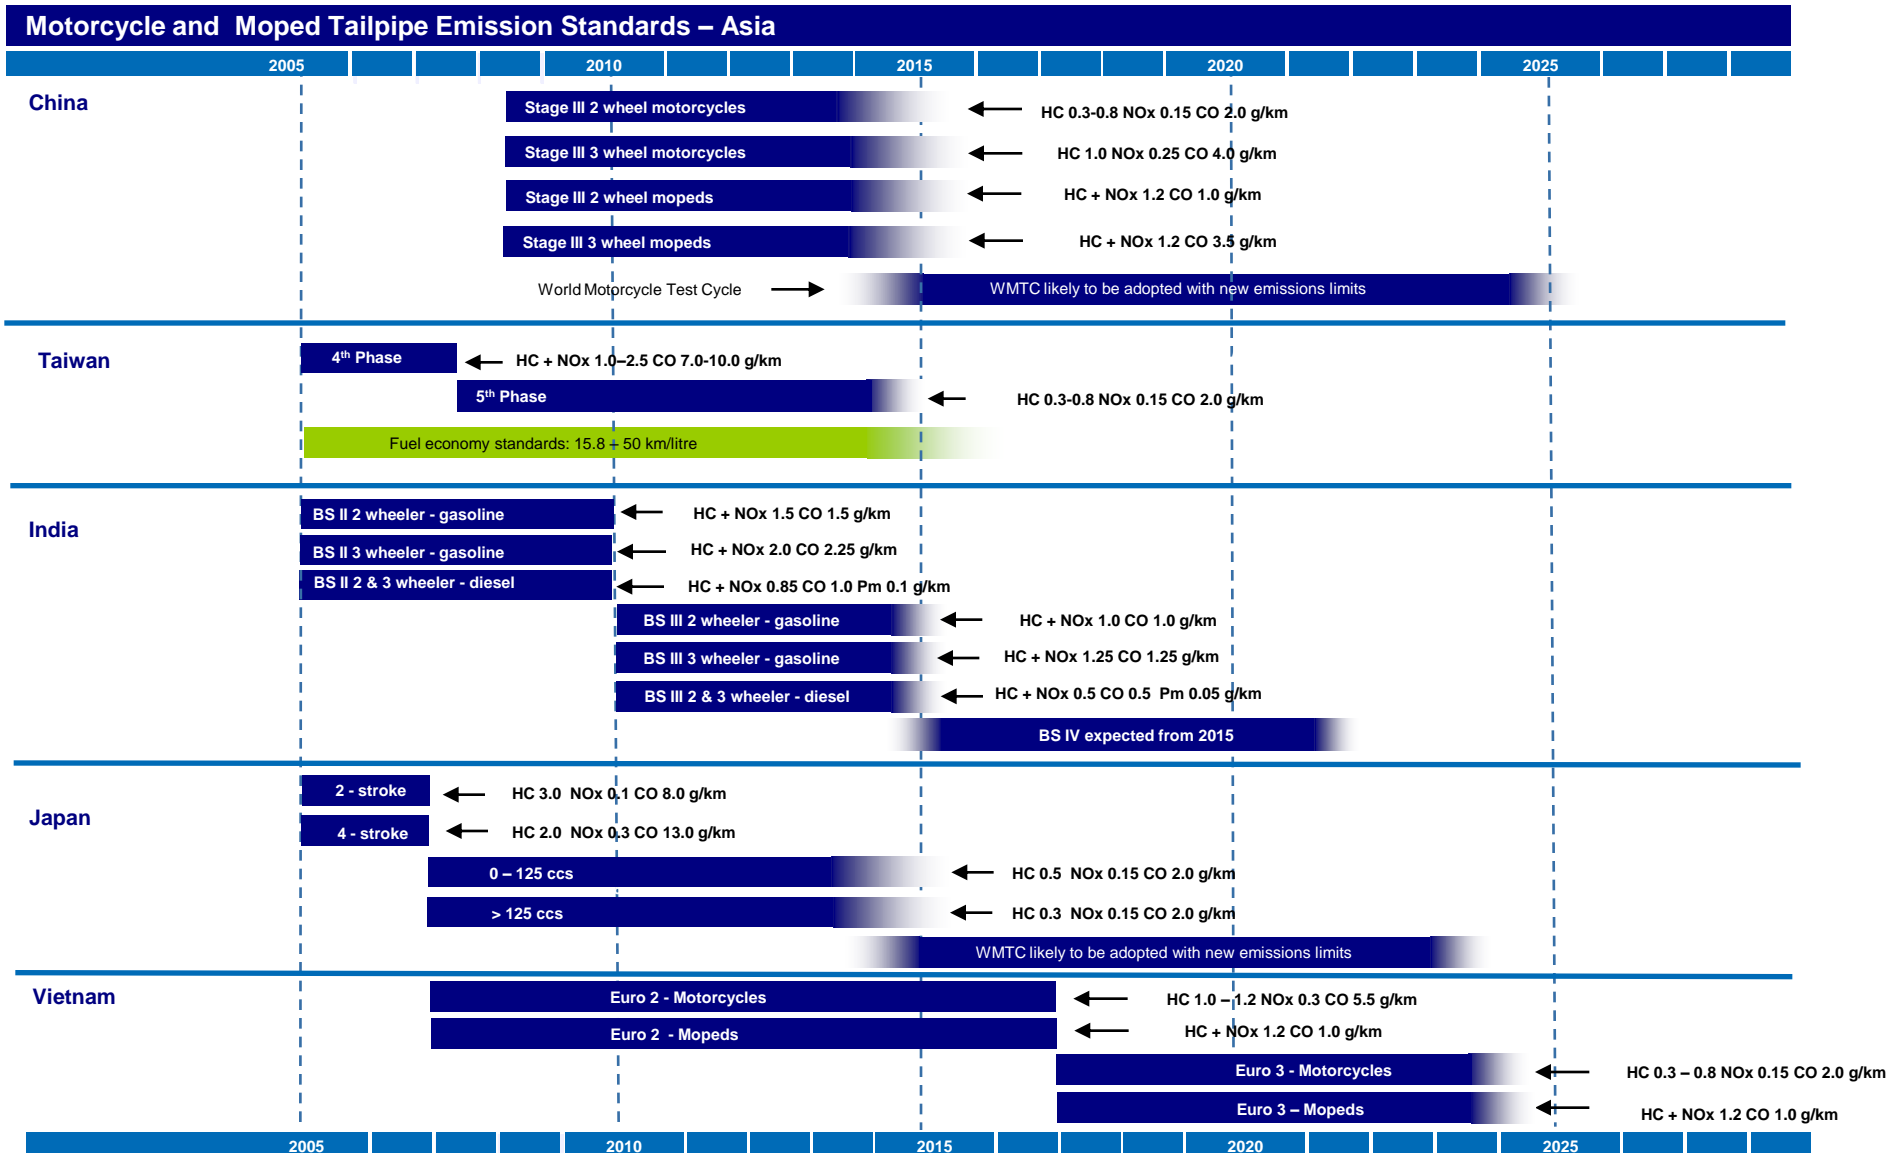 Motorcycle and Moped Tailpipe Emission Standards – Asia
2005 2010 2015 2020 2025
China
Stage III 2 wheel motorcycles
HC 0.3-0.8 NOx 0.15 CO 2.0 g/km
Stage III 3 wheel motorcycles
HC 1.0 NOx 0.25 CO 4.0 g/km
Stage III 2 wheel mopeds
HC + NOx 1.2 CO 1.0 g/km
Stage III 3 wheel mopeds
HC + NOx 1.2 CO 3.5 g/km
World Motorcycle Test Cycle
WMTC likely to be adopted with new emissions limits
Taiwan
4th Phase
HC + NOx 1.0–2.5 CO 7.0-10.0 g/km
5th Phase
HC 0.3-0.8 NOx 0.15 CO 2.0 g/km
Fuel economy standards: 15.8 – 50 km/litre
India
BS II 2 wheeler - gasoline
HC + NOx 1.5 CO 1.5 g/km
BS II 3 wheeler - gasoline
HC + NOx 2.0 CO 2.25 g/km
BS II 2 & 3 wheeler - diesel
HC + NOx 0.85 CO 1.0 Pm 0.1 g/km
BS III 2 wheeler - gasoline
HC + NOx 1.0 CO 1.0 g/km
BS III 3 wheeler - gasoline
HC + NOx 1.25 CO 1.25 g/km
BS III 2 & 3 wheeler - diesel
HC + NOx 0.5 CO 0.5 Pm 0.05 g/km
BS IV expected from 2015
Japan
2 - stroke
HC 3.0 NOx 0.1 CO 8.0 g/km
4 - stroke
HC 2.0 NOx 0.3 CO 13.0 g/km
0 – 125 ccs
HC 0.5 NOx 0.15 CO 2.0 g/km
> 125 ccs
HC 0.3 NOx 0.15 CO 2.0 g/km
WMTC likely to be adopted with new emissions limits
Vietnam
Euro 2 - Motorcycles
HC 1.0 – 1.2 NOx 0.3 CO 5.5 g/km
Euro 2 - Mopeds
HC + NOx 1.2 CO 1.0 g/km
Euro 3 - Motorcycles
HC 0.3 – 0.8 NOx 0.15 CO 2.0 g/km
Euro 3 – Mopeds
HC + NOx 1.2 CO 1.0 g/km
2005 2010 2015 2020 2025